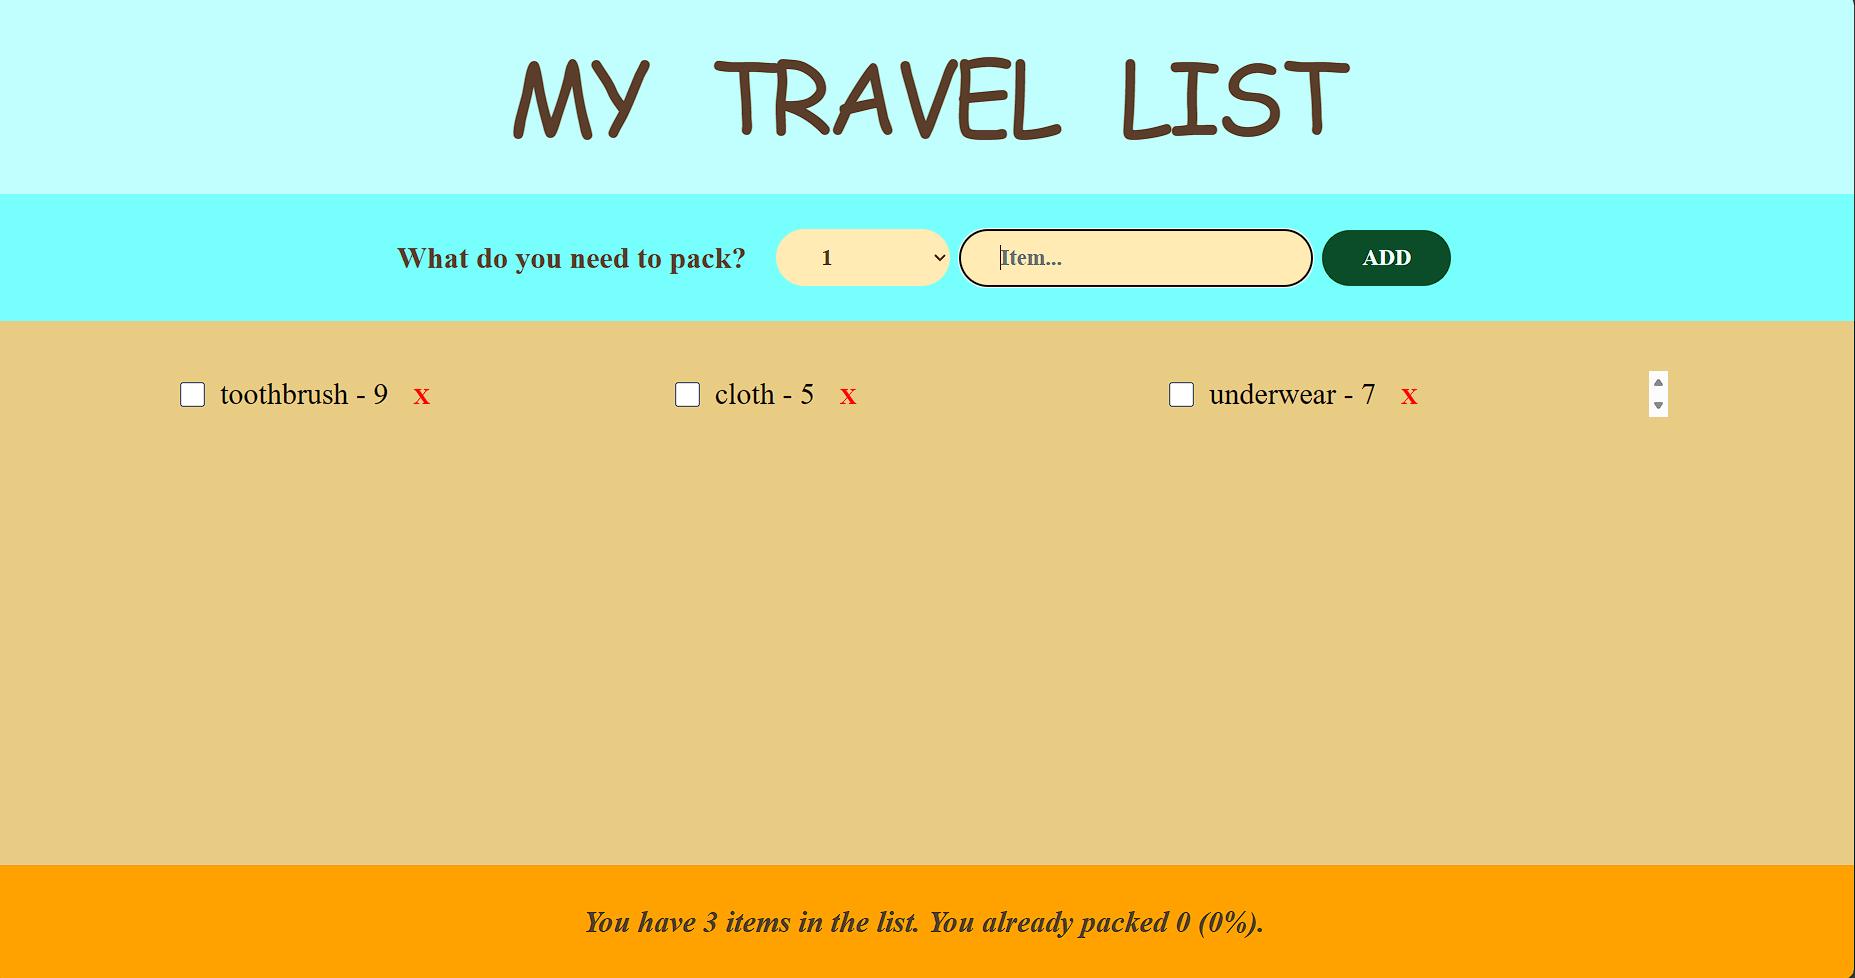 MY TRAVEL LIST
What do you need to pack? 1 Item... ADD
toothbrush - 9 X cloth - 5 X underwear - 7 X
You have 3 items in the list. You already packed 0 (0%).